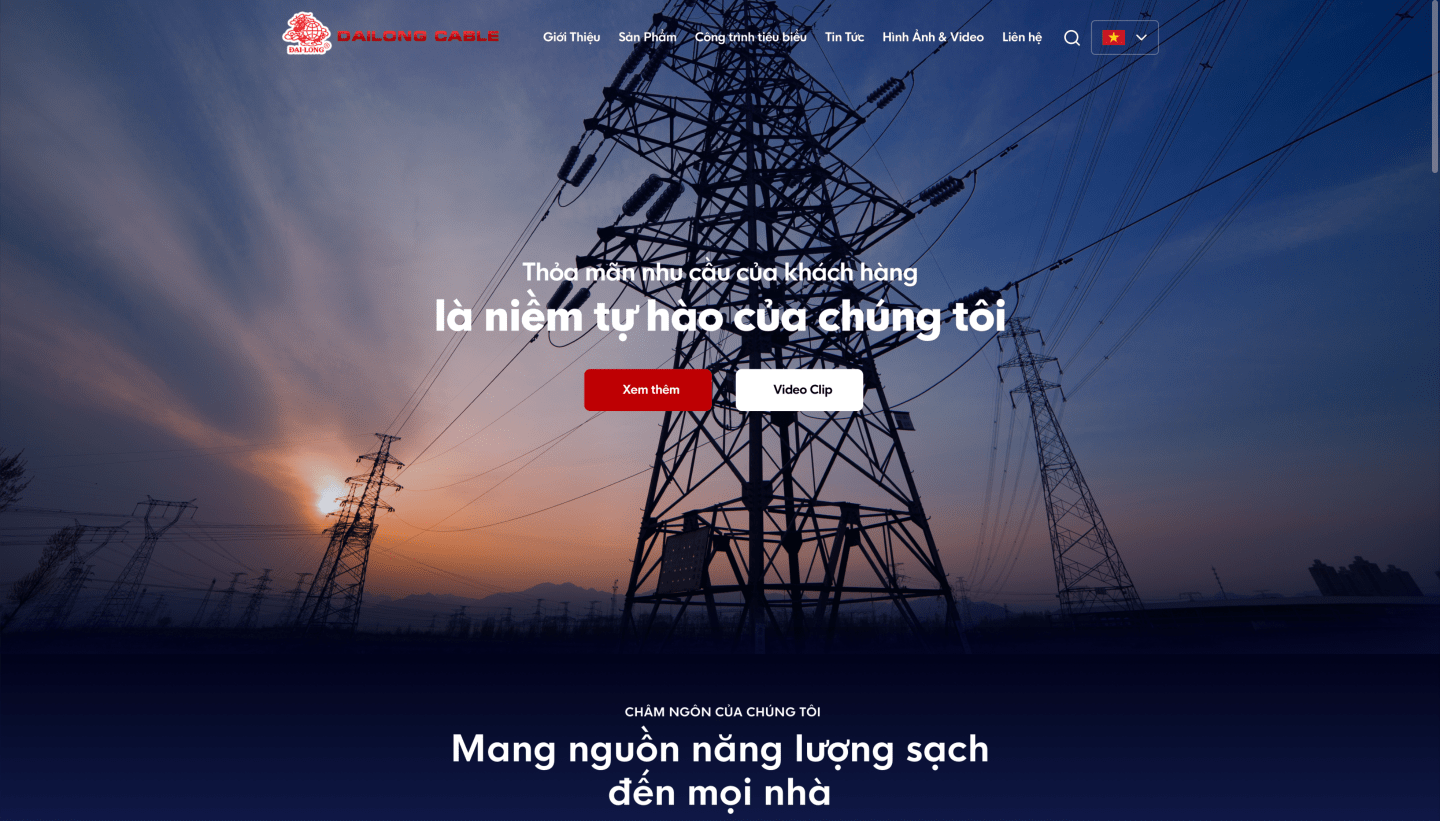 ĐẠI-LONG®
DAILONG CABLE
Giới Thiệu
Sản Phẩm
Công trình tiêu biểu
Tin Tức
Hình Ảnh & Video
Liên hệ
Thỏa mãn nhu cầu của khách hàng
là niềm tự hào của chúng tôi
Xem thêm
Video Clip
CHÂM NGÔN CỦA CHÚNG TÔI
Mang nguồn năng lượng sạch
đến mọi nhà